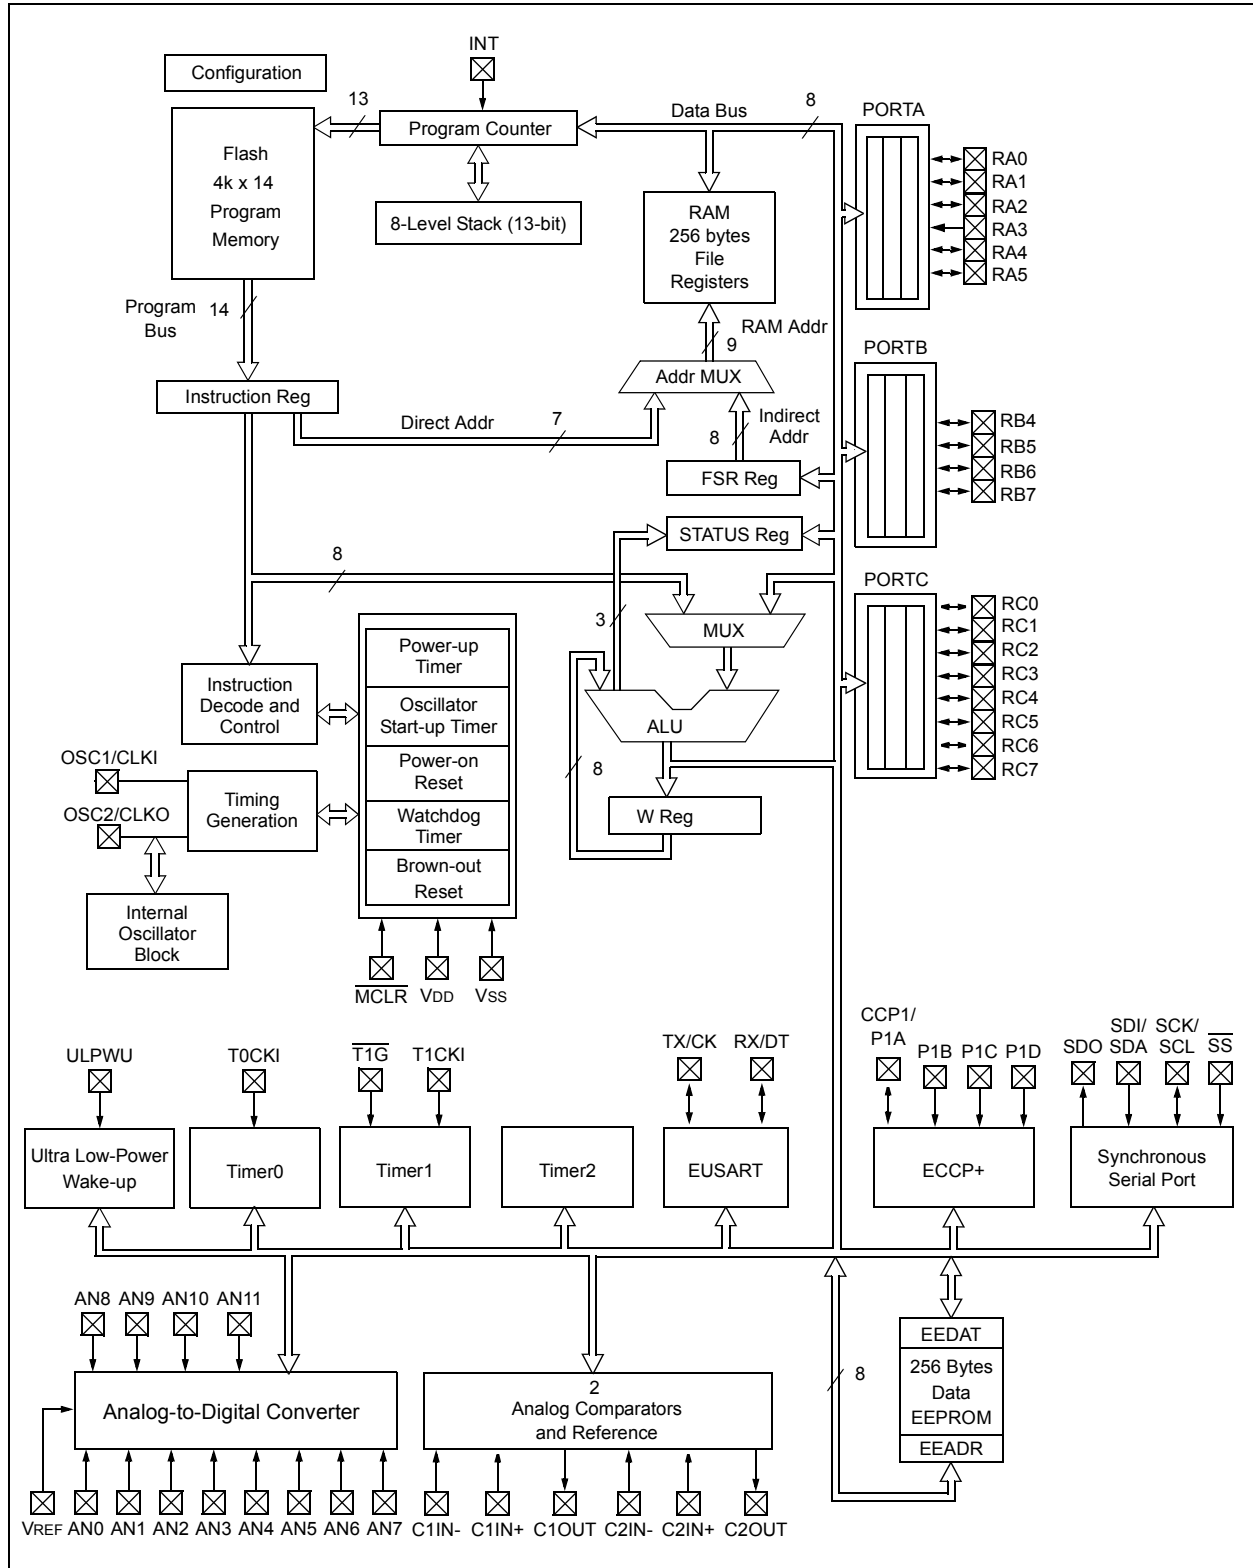 INT
Configuration
13
Program Counter
Data Bus
8
PORTA
Flash
4k x 14
Program
Memory
8-Level Stack (13-bit)
RAM
256 bytes
File
Registers
RA0
RA1
RA2
RA3
RA4
RA5
Program
Bus
14
RAM Addr
9
PORTB
Addr MUX
Instruction Reg
Direct Addr
7
Indirect
Addr
8
FSR Reg
RB4
RB5
RB6
RB7
STATUS Reg
8
PORTC
3
MUX
RC0
RC1
RC2
RC3
RC4
RC5
RC6
RC7
Power-up
Timer
Oscillator
Start-up Timer
Power-on
Reset
Watchdog
Timer
Brown-out
Reset
Instruction
Decode and
Control
ALU
8
W Reg
OSC1/CLKI
OSC2/CLKO
Timing
Generation
Internal
Oscillator
Block
MCLR
VDD
VSS
ULPWU
T0CKI
T1G
T1CKI
TX/CK
RX/DT
CCP1/
P1A
P1B
P1C
P1D
SDO
SDI/
SDA
SCK/
SCL
SS
Ultra Low-Power
Wake-up
Timer0
Timer1
Timer2
EUSART
ECCP+
Synchronous
Serial Port
AN8
AN9
AN10
AN11
Analog-to-Digital Converter
2
Analog Comparators
and Reference
8
EEDAT
256 Bytes
Data
EEPROM
EEADR
VREF
AN0
AN1
AN2
AN3
AN4
AN5
AN6
AN7
C1IN-
C1IN+
C1OUT
C2IN-
C2IN+
C2OUT